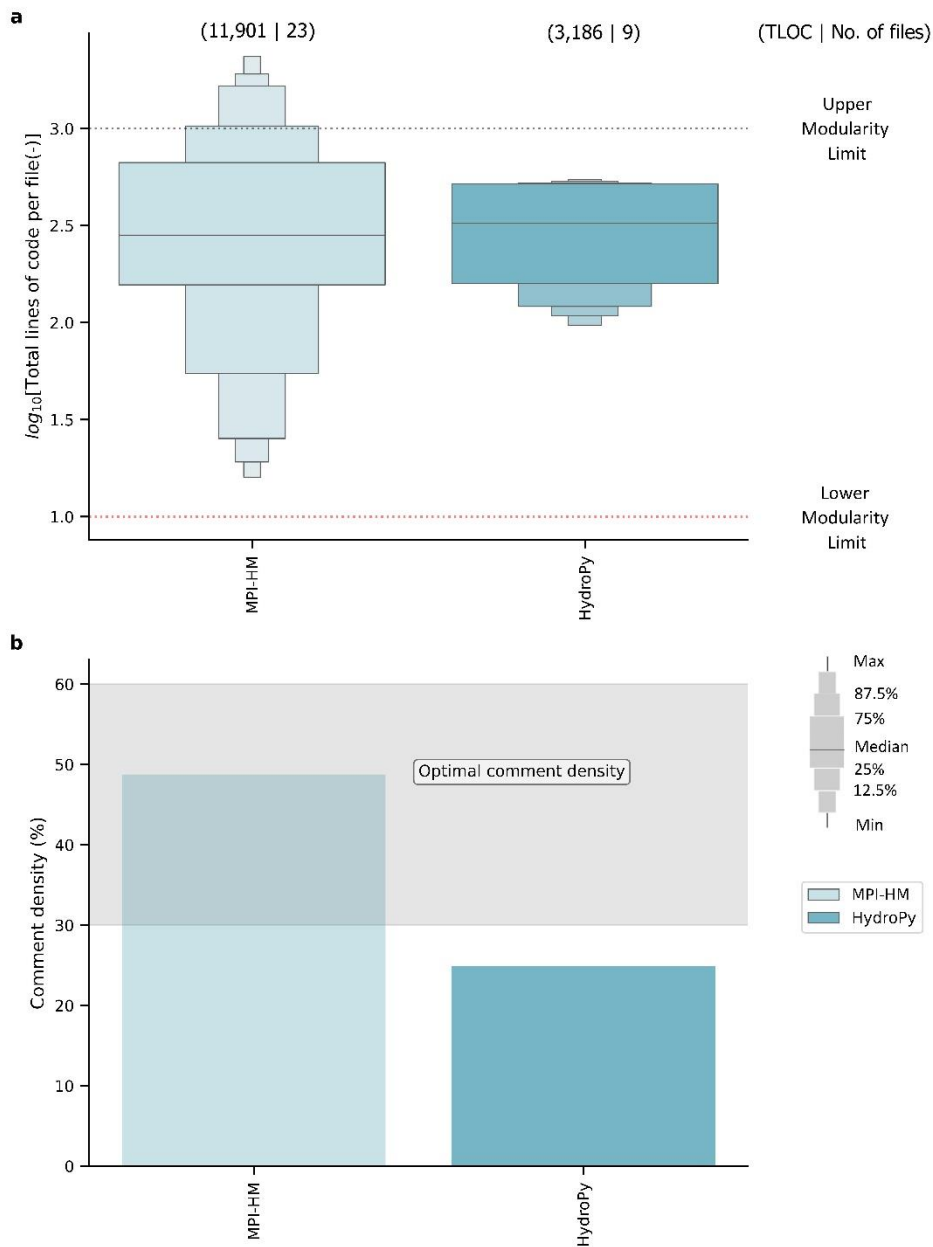 a
(11,901 | 23)
(3,186 | 9)
(TLOC | No. of files)
Upper
Modularity
Limit
log10[Total lines of code per file(-)]
3.0
2.5
2.0
1.5
1.0
Lower
Modularity
Limit
MPI-HM
HydroPy
b
Comment density (%)
60
50
40
30
20
10
0
Optimal comment density
MPI-HM
HydroPy
Max
87.5%
75%
Median
25%
12.5%
Min
MPI-HM
HydroPy